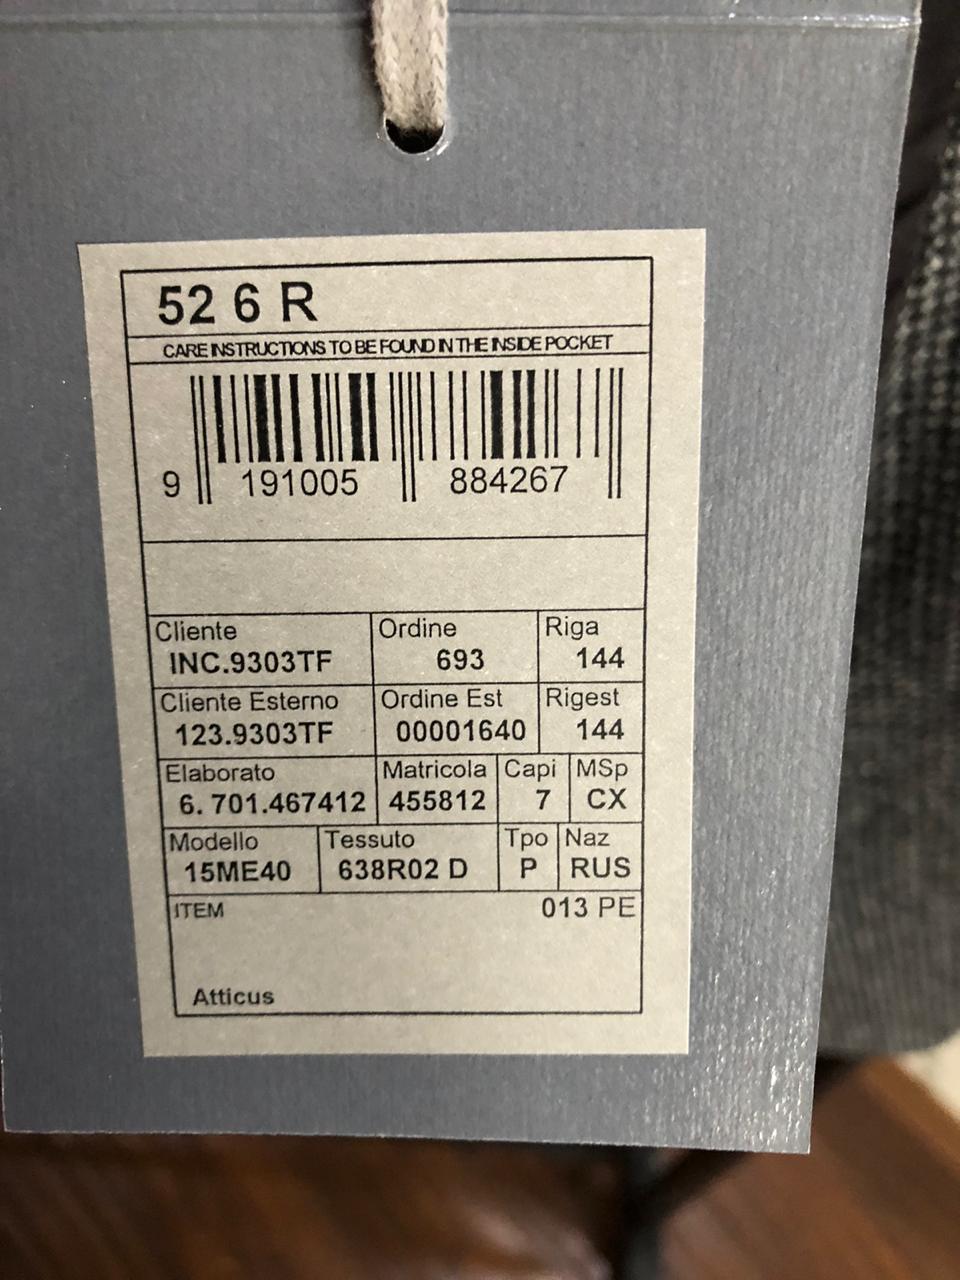 52 6 R
CARE INSTRUCTIONS TO BE FOUND IN THE INSIDE POCKET
9 191005 884267
Cliente Ordine Riga
INC.9303TF 693 144
Cliente Esterno Ordine Est Rigest
123.9303TF 00001640 144
Elaborato Matricola Capi MSp
6. 701.467412 455812 7 CX
Modello Tessuto Tpo Naz
15ME40 638R02 D P RUS
ITEM 013 PE
Atticus